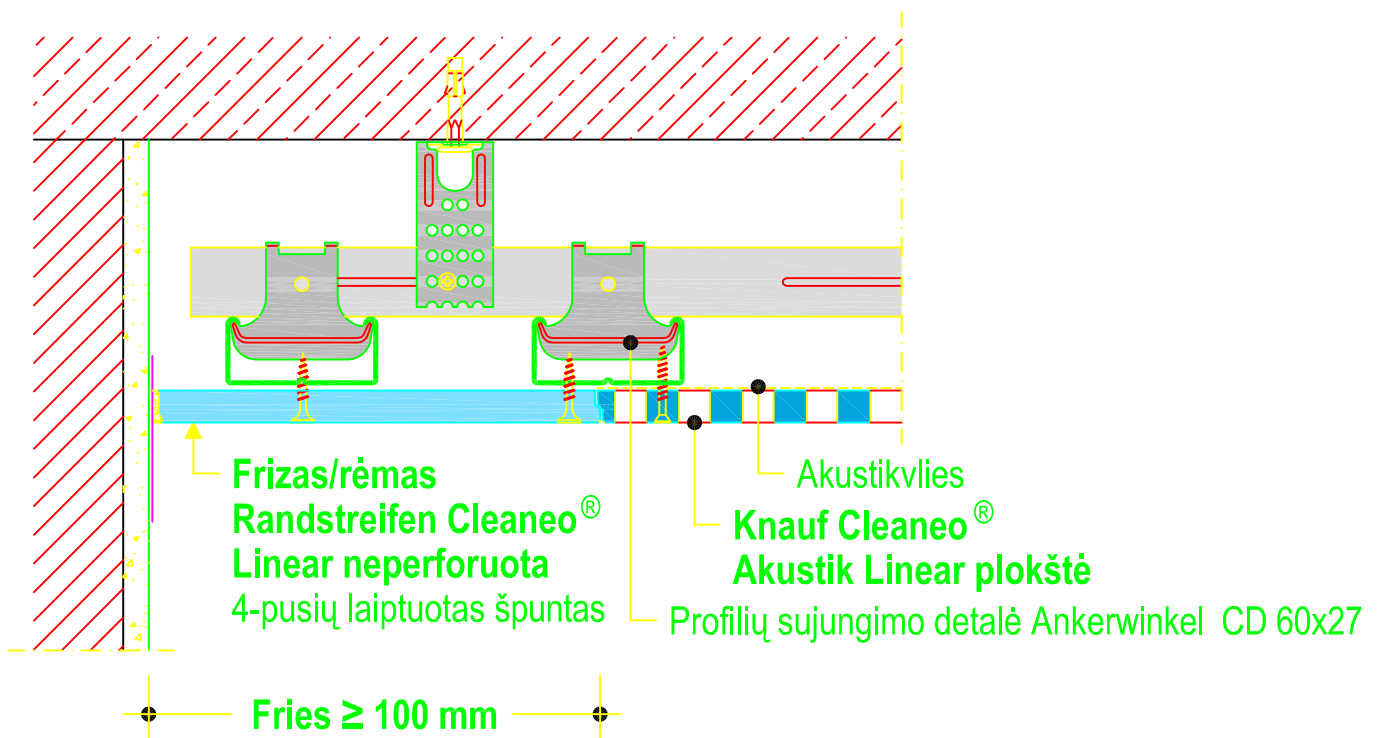 Frizas/rėmas
Randstreifen Cleaneo®
Linear neperforuota
4-pusių laiptuotas špuntas
Akustikvlies
Knauf Cleaneo®
Akustik Linear plokštė
Profilių sujungimo detalė Ankerwinkel CD 60x27
Fries ≥ 100 mm